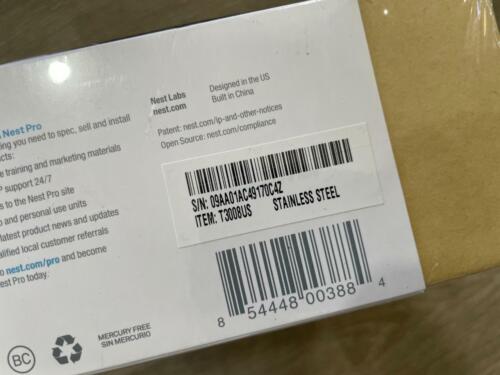 Nest Pro
ing you need to spec, sell and install
cts:
e training and marketing materials
P support 24/7
s to the Nest Pro site
o and personal use units
latest product news and updates
alified local customer referrals
o nest.com/pro and become
est Pro today.
BC
MERCURY FREE
SIN MERCURIO
Nest Labs
nest.com
Designed in the US
Built in China
Patent: nest.com/ip-and-other-notices
Open Source: nest.com/compliance
S/N: 09AA01AC49170C4Z
ITEM: T3008US STAINLESS STEEL
8 54448 00388 4